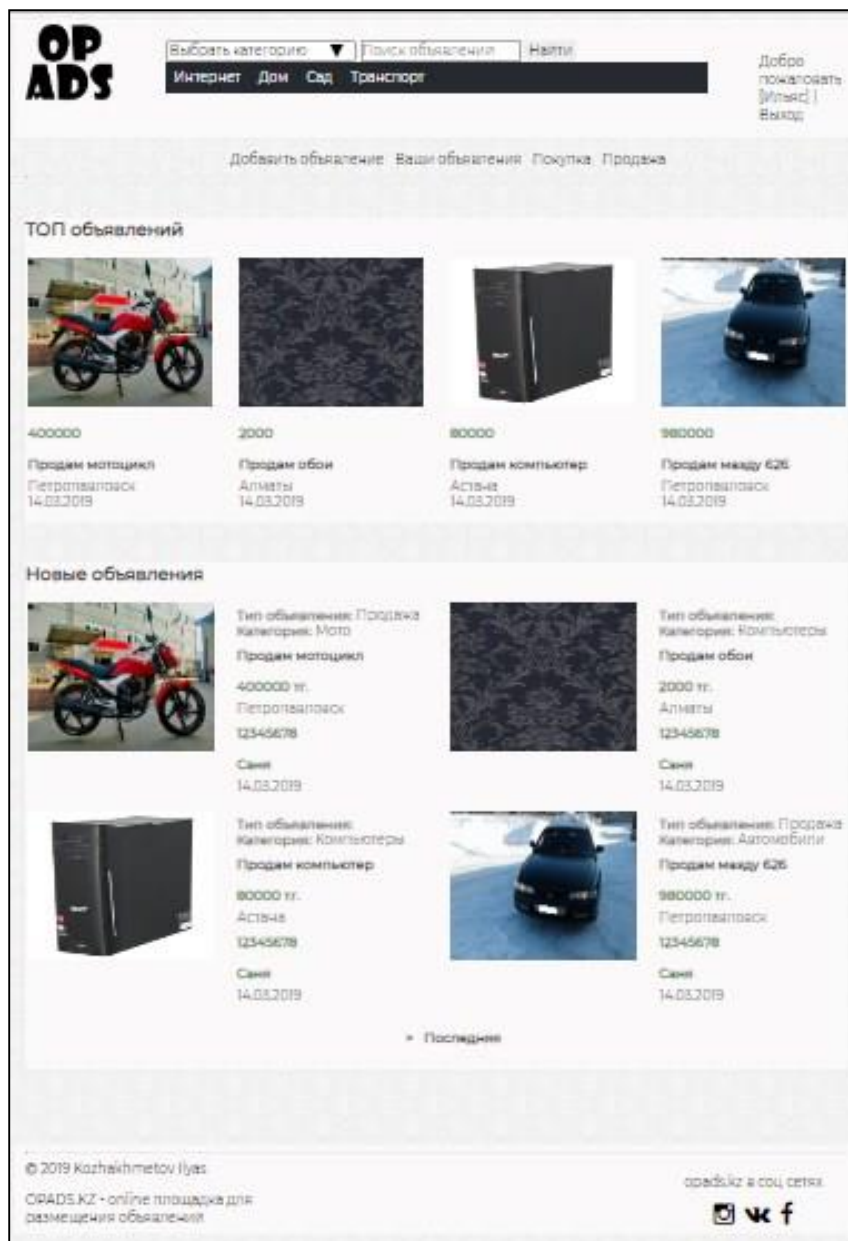 OP
ADS
Выбрать категорию ▼ Поиск объявления Найти
Интернет Дом Сад Транспорт
Добро
пожаловать
[Ильяс] |
Выход
Добавить объявление Ваши объявления Покупка Продажа
ТОП объявлений
400000
Продам мотоцикл
Петропавловск
14.03.2019
2000
Продам обои
Алматы
14.03.2019
80000
Продам компьютер
Астана
14.03.2019
980000
Продам мазду 626
Петропавловск
14.03.2019
Новые объявления
Тип объявления: Продажа
Категория: Мото
Продам мотоцикл
400000 тг.
Петропавловск
12345678
Саня
14.03.2019
Тип объявления:
Категория: Компьютеры
Продам обои
2000 тг.
Алматы
12345678
Саня
14.03.2019
Тип объявления:
Категория: Компьютеры
Продам компьютер
80000 тг.
Астана
12345678
Саня
14.03.2019
Тип объявления: Продажа
Категория: Автомобили
Продам мазду 626
980000 тг.
Петропавловск
12345678
Саня
14.03.2019
» Последняя
© 2019 Kozhakhmetov Ilyas
OPADS.KZ - online площадка для
размещения объявлений
opads.kz в соц. сетях